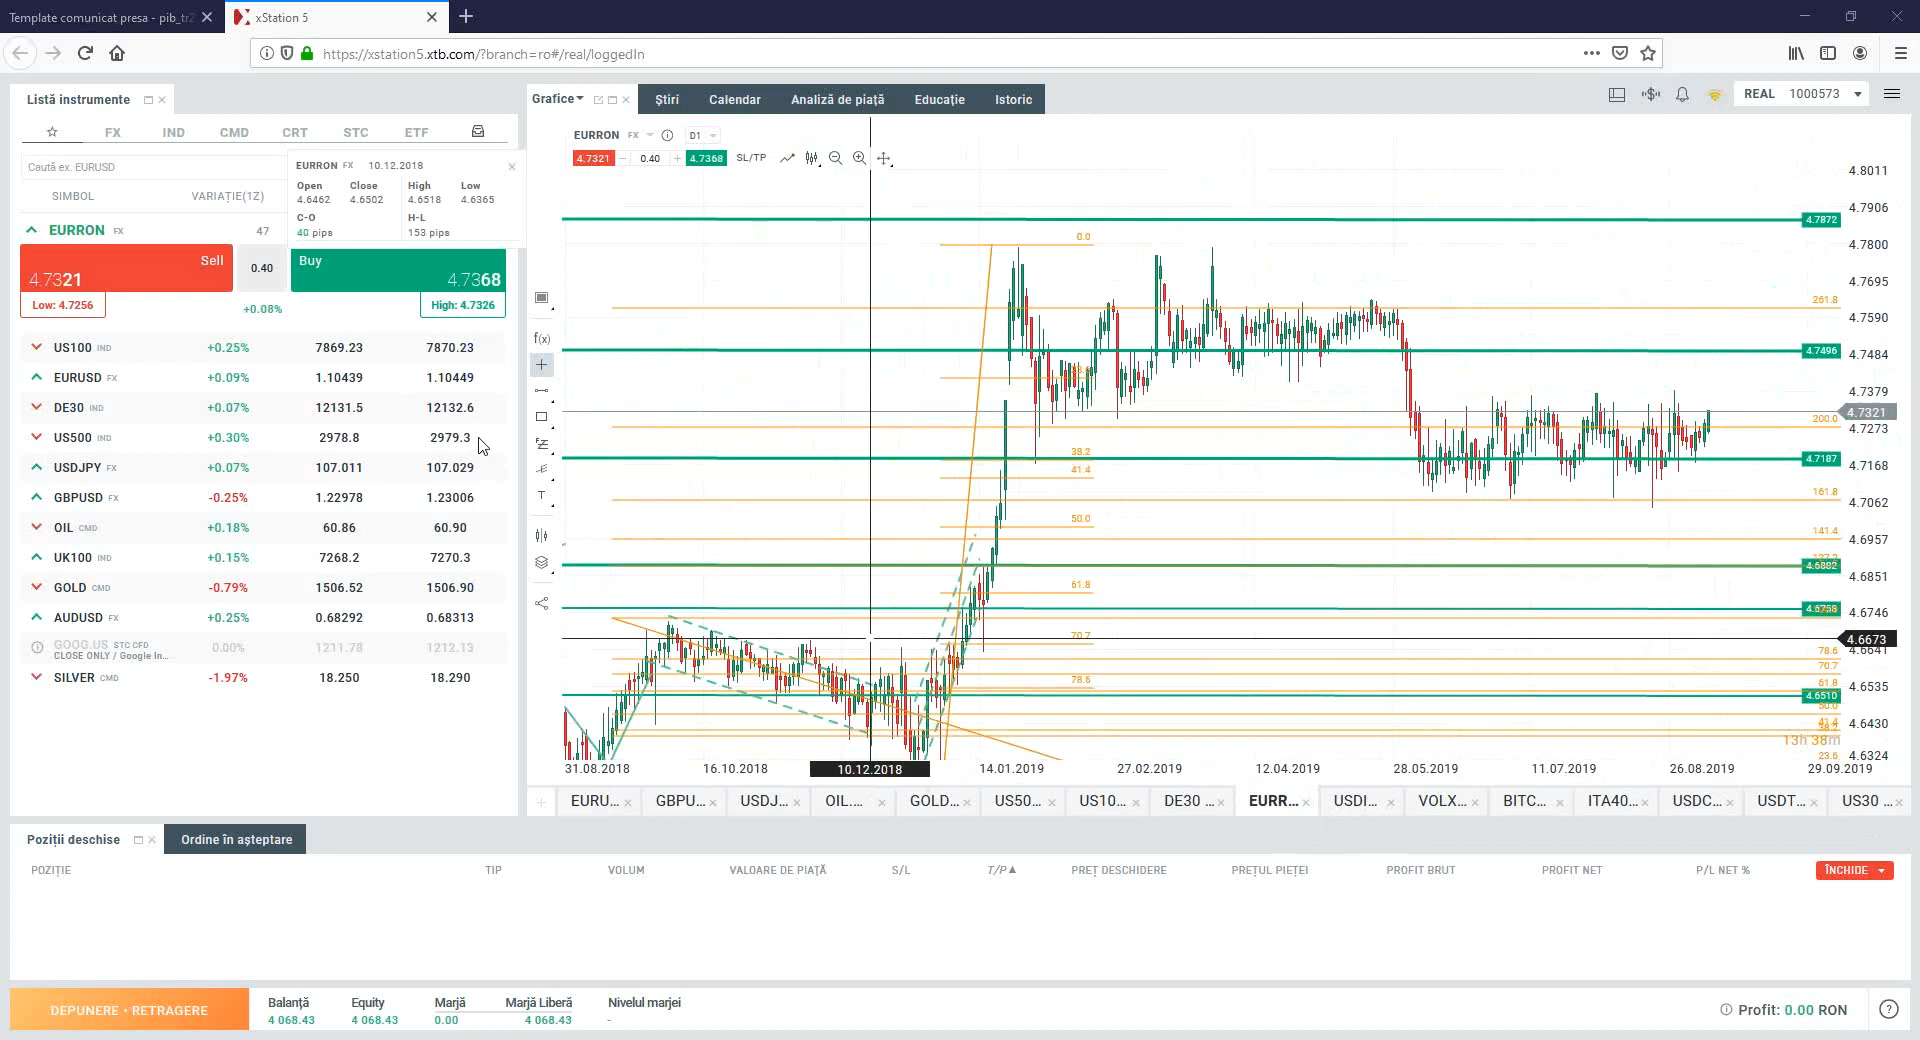 Template comunicat presa - pib_tr2
xStation 5
https://xstation5.xtb.com/?branch=ro#/real/loggedIn
Listă instrumente
FX IND CMD CRT STC ETF
Caută ex. EURUSD
SIMBOL VARIAȚIE(1Z)
EURRON FX 47
EURRON FX 10.12.2018
Open Close High Low
4.6462 4.6502 4.6518 4.6365
C-O H-L
40 pips 153 pips
Sell 4.7321
0.40
Buy 4.7368
Low: 4.7256 +0.08% High: 4.7326
US100 IND +0.25% 7869.23 7870.23
EURUSD FX +0.09% 1.10439 1.10449
DE30 IND +0.07% 12131.5 12132.6
US500 IND +0.30% 2978.8 2979.3
USDJPY FX +0.07% 107.011 107.029
GBPUSD FX -0.25% 1.22978 1.23006
OIL CMD +0.18% 60.86 60.90
UK100 IND +0.15% 7268.2 7270.3
GOLD CMD -0.79% 1506.52 1506.90
AUDUSD FX +0.25% 0.68292 0.68313
GOOG.US STC CFD 0.00% 1211.78 1212.13
CLOSE ONLY / Google In...
SILVER CMD -1.97% 18.250 18.290
Grafice Știri Calendar Analiză de piață Educație Istoric
REAL 1000573
EURRON FX D1
4.7321 0.40 4.7368 SL/TP
f(x)
T
0.0
38.2
41.4
50.0
61.8
70.7
78.6
261.8
200.0
161.8
141.4
78.6
70.7
61.8
50.0
23.6
4.8011
4.7906
4.7872
4.7800
4.7695
4.7590
4.7496
4.7484
4.7379
4.7321
4.7273
4.7187
4.7168
4.7062
4.6957
4.6882
4.6851
4.6746
4.6673
4.6641
4.6535
4.6510
4.6430
4.6324
13h 38m
31.08.2018 16.10.2018 10.12.2018 14.01.2019 27.02.2019 12.04.2019 28.05.2019 11.07.2019 26.08.2019 29.09.2019
EURU... GBPU... USDJ... OIL.... GOLD... US50... US10... DE30 ... EURR... USDI... VOLX... BITC... ITA40... USDC... USDT... US30 ...
Poziții deschise Ordine în așteptare
POZIȚIE TIP VOLUM VALOARE DE PIAȚĂ S/L T/P PREȚ DESCHIDERE PREȚUL PIEȚEI PROFIT BRUT PROFIT NET P/L NET % ÎNCHIDE
DEPUNERE • RETRAGERE
Balanță Equity Marjă Marjă Liberă Nivelul marjei
4 068.43 4 068.43 0.00 4 068.43 -
Profit: 0.00 RON